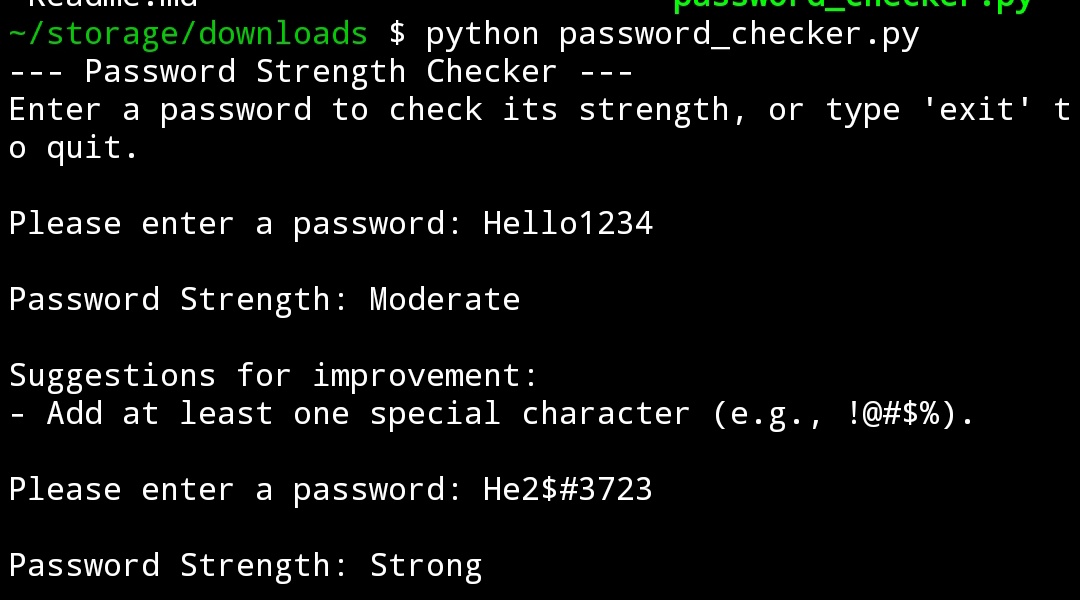 Readme.md password_checker.py
~/storage/downloads $ python password_checker.py
--- Password Strength Checker ---
Enter a password to check its strength, or type 'exit' t
o quit.
Please enter a password: Hello1234
Password Strength: Moderate
Suggestions for improvement:
- Add at least one special character (e.g., !@#$%).
Please enter a password: He2$#3723
Password Strength: Strong